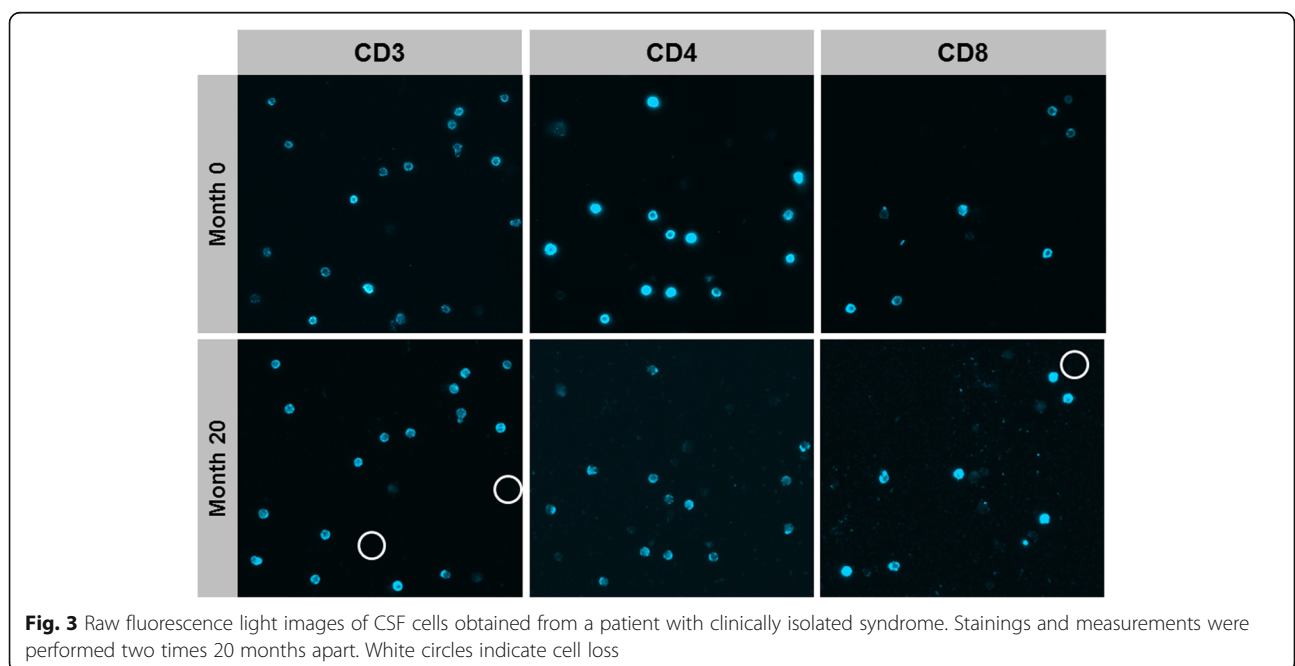 CD3 CD4 CD8
Month 0
Month 20
Fig. 3 Raw fluorescence light images of CSF cells obtained from a patient with clinically isolated syndrome. Stainings and measurements were
performed two times 20 months apart. White circles indicate cell loss